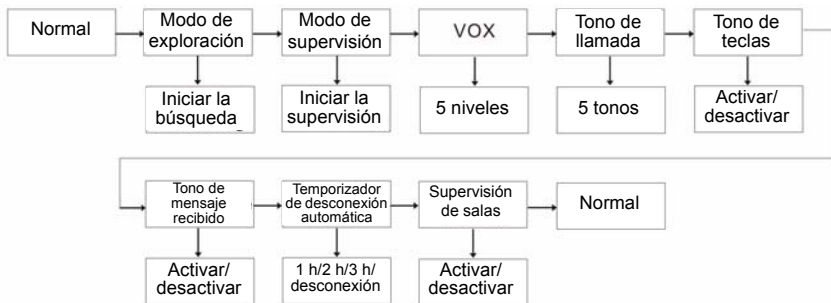 Normal
Modo de
exploración
Modo de
supervisión
VOX
Tono de
llamada
Tono de
teclas
Iniciar la
búsqueda
Iniciar la
supervisión
5 niveles
5 tonos
Activar/
desactivar
Tono de
mensaje
recibido
Temporizador
de desconexión
automática
Supervisión
de salas
Normal
Activar/
desactivar
1 h/2 h/3 h/
desconexión
Activar/
desactivar